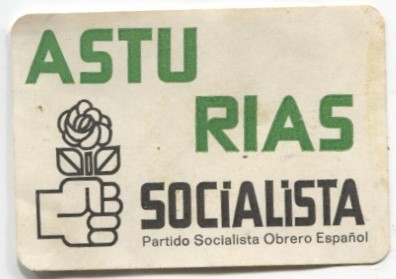 ASTU
RIAS
SOCiALiSTA
Partido Socialista Obrero Español